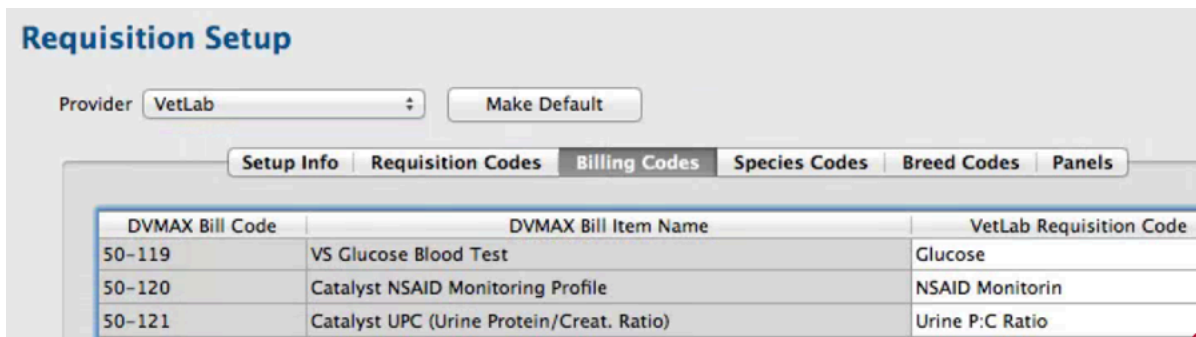 Requisition Setup
Provider VetLab Make Default
Setup Info Requisition Codes Billing Codes Species Codes Breed Codes Panels
DVMAX Bill Code DVMAX Bill Item Name VetLab Requisition Code
50-119 VS Glucose Blood Test Glucose
50-120 Catalyst NSAID Monitoring Profile NSAID Monitorin
50-121 Catalyst UPC (Urine Protein/Creat. Ratio) Urine P:C Ratio